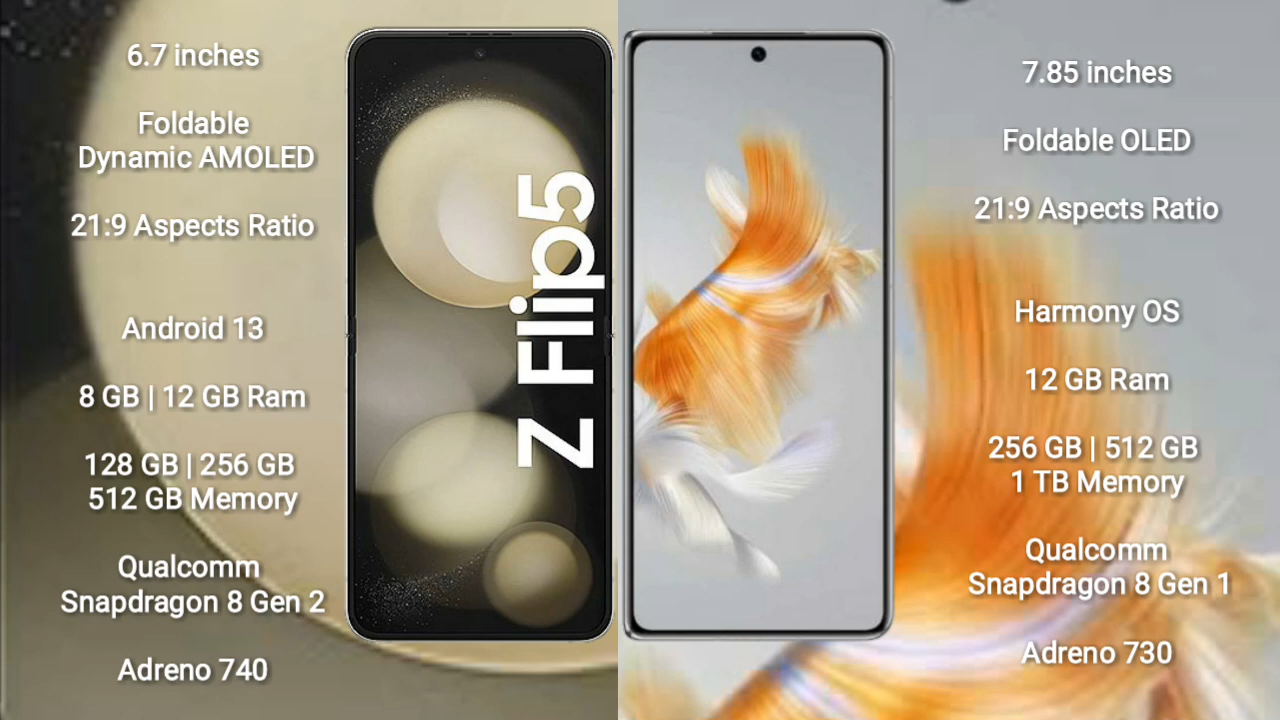 6.7 inches
Foldable
Dynamic AMOLED
21:9 Aspects Ratio
Android 13
8 GB | 12 GB Ram
128 GB | 256 GB
512 GB Memory
Qualcomm
Snapdragon 8 Gen 2
Adreno 740
Z Flip5
7.85 inches
Foldable OLED
21:9 Aspects Ratio
Harmony OS
12 GB Ram
256 GB | 512 GB
1 TB Memory
Qualcomm
Snapdragon 8 Gen 1
Adreno 730